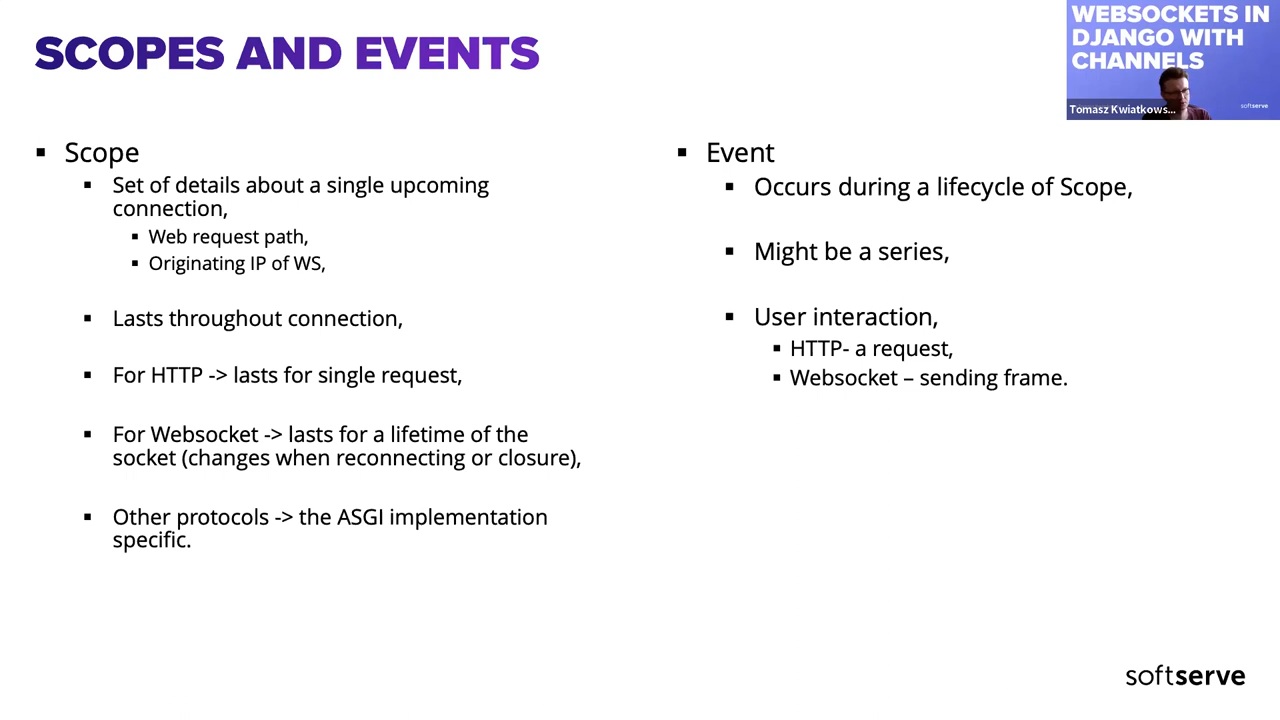 SCOPES AND EVENTS
WEBSOCKETS IN
DJANGO WITH
CHANNELS
softserve
Tomasz Kwiatkows...
▪ Scope
▪ Set of details about a single upcoming
connection,
▪ Web request path,
▪ Originating IP of WS,
▪ Lasts throughout connection,
▪ For HTTP -> lasts for single request,
▪ For Websocket -> lasts for a lifetime of the
socket (changes when reconnecting or closure),
▪ Other protocols -> the ASGI implementation
specific.
▪ Event
▪ Occurs during a lifecycle of Scope,
▪ Might be a series,
▪ User interaction,
▪ HTTP- a request,
▪ Websocket – sending frame.
softserve